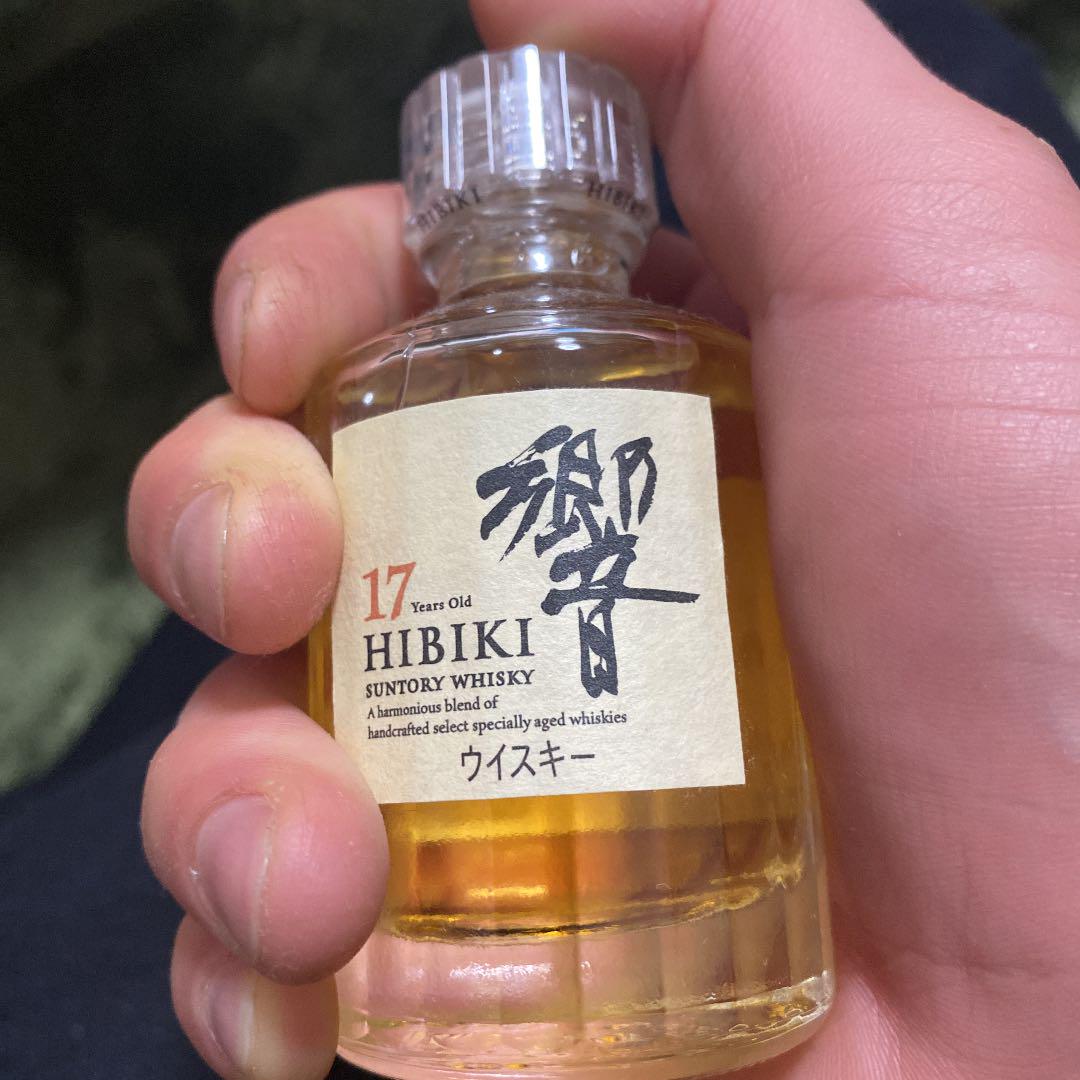 HIBIKI
HIBIKI
響
17 Years Old
HIBIKI
SUNTORY WHISKY
A harmonious blend of
handcrafted select specially aged whiskies
ウイスキー